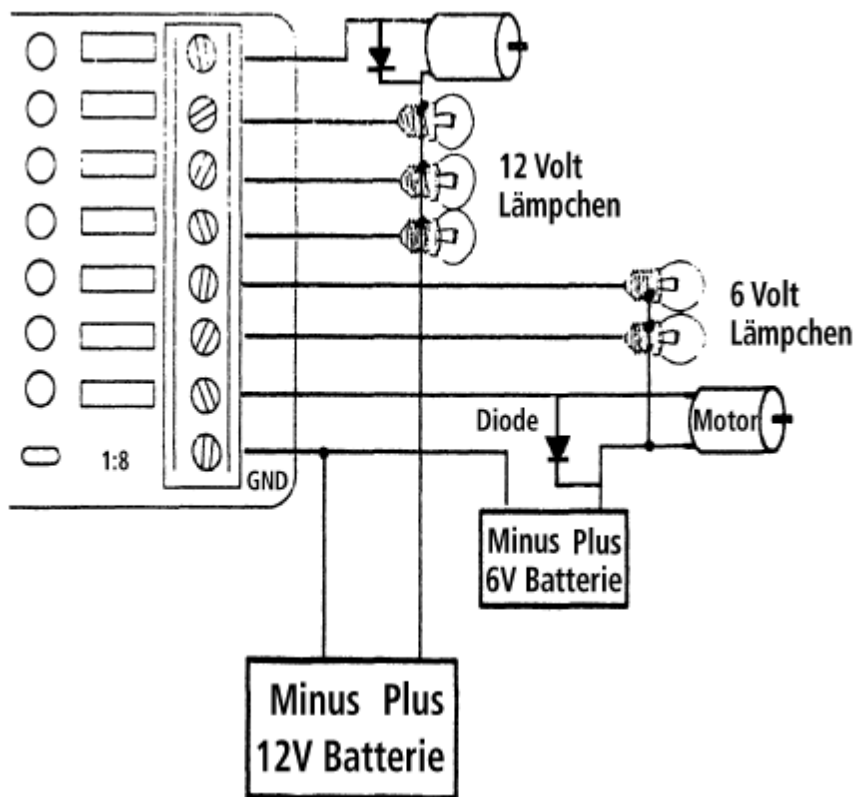 12 Volt
Lämpchen
6 Volt
Lämpchen
Diode
Motor
1:8
GND
Minus Plus
6V Batterie
Minus Plus
12V Batterie